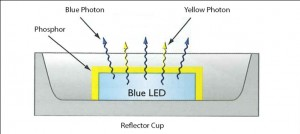 Blue Photon
Yellow Photon
Phosphor
Blue LED
Reflector Cup